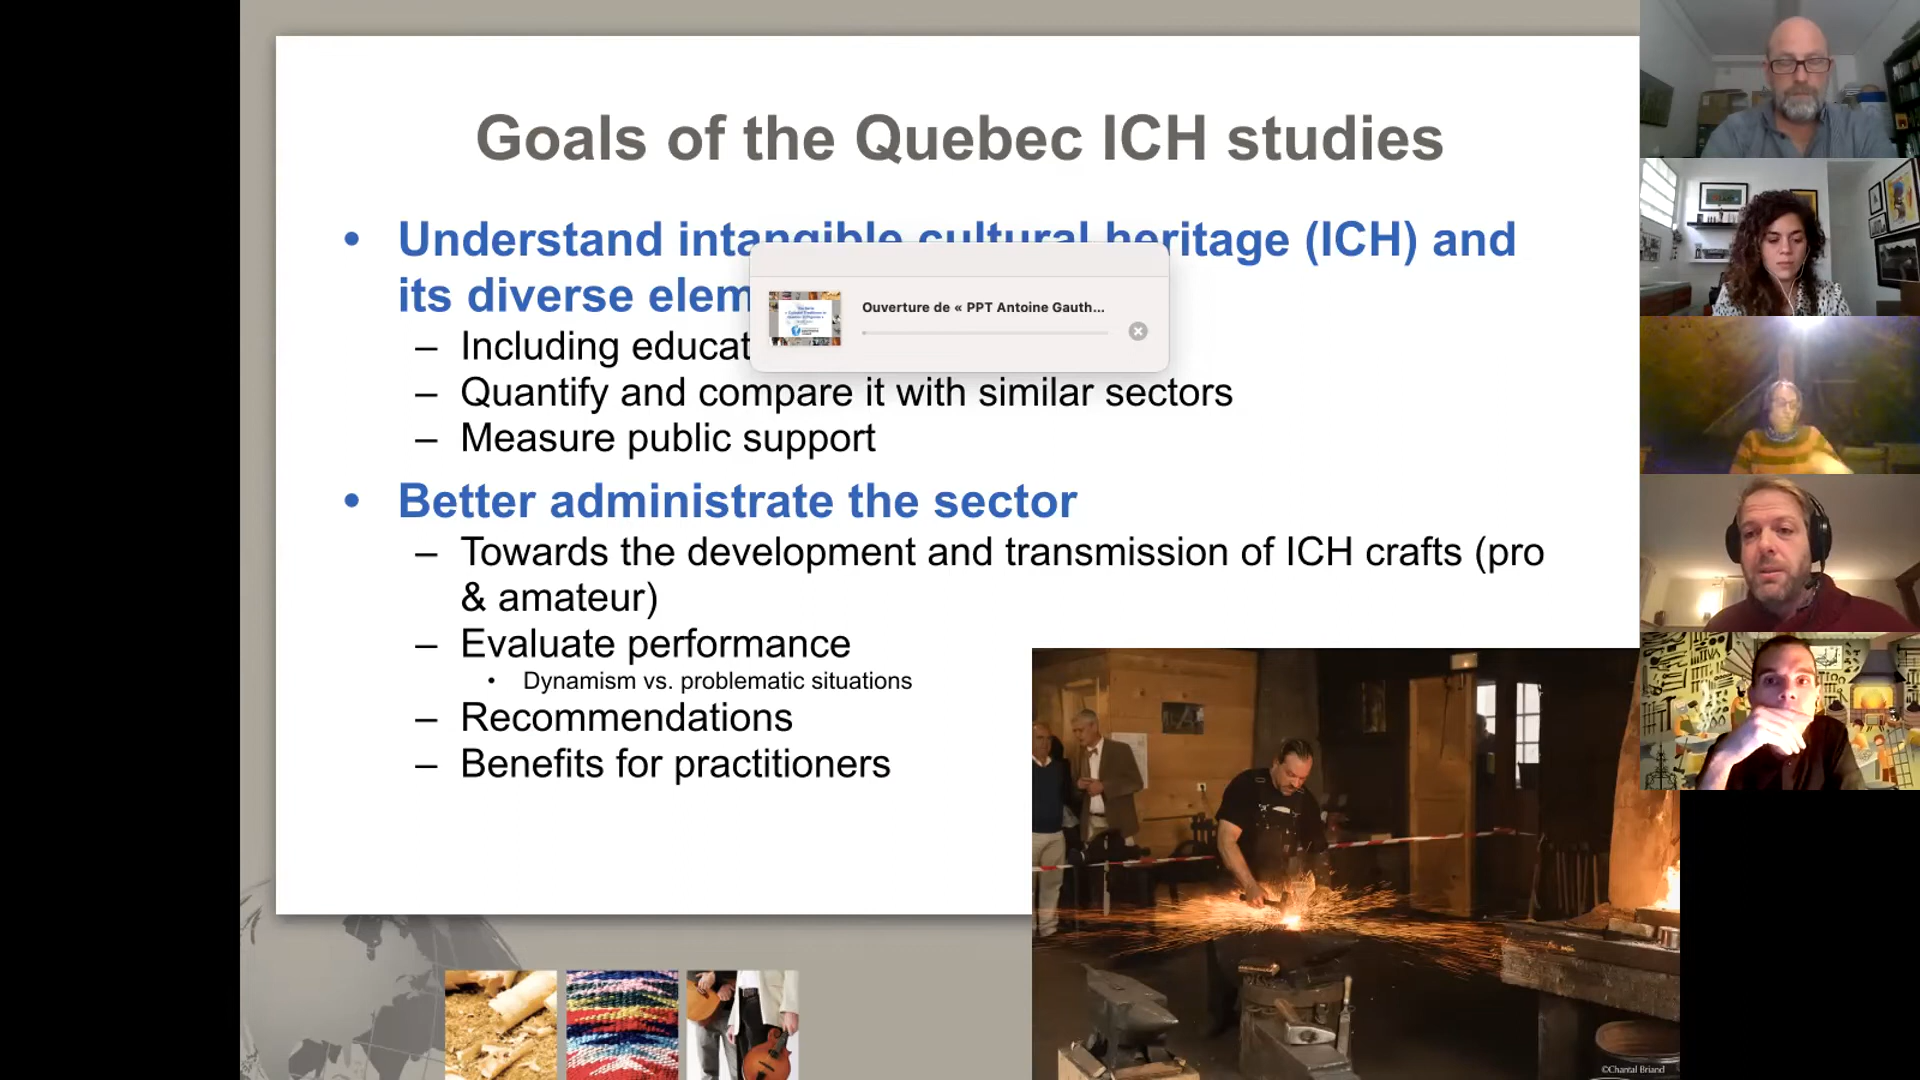 Goals of the Quebec ICH studies
• Understand intangible cultural heritage (ICH) and
its diverse elem
Ouverture de « PPT Antoine Gauth...
– Including educat
– Quantify and compare it with similar sectors
– Measure public support
• Better administrate the sector
– Towards the development and transmission of ICH crafts (pro
& amateur)
– Evaluate performance
• Dynamism vs. problematic situations
– Recommendations
– Benefits for practitioners
©Chantal Briand